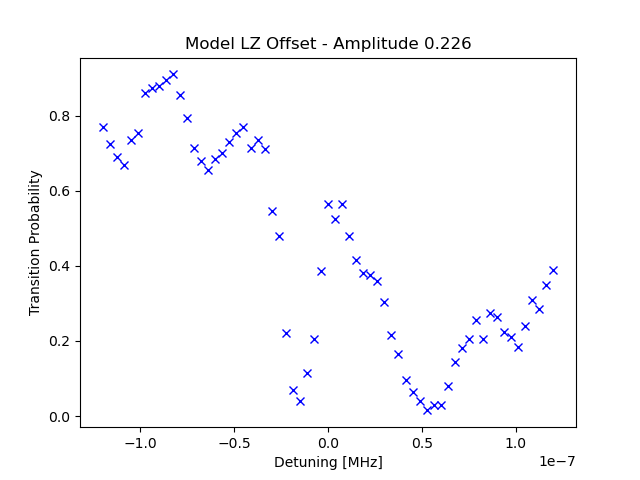 Model LZ Offset - Amplitude 0.226
Transition Probability
0.8
0.6
0.4
0.2
0.0
−1.0
−0.5
0.0
0.5
1.0
1e−7
Detuning [MHz]